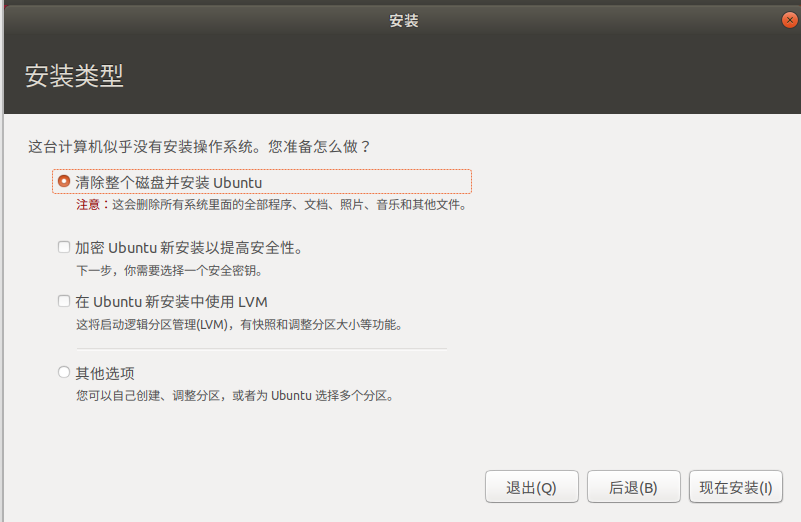 安装
安装类型
这台计算机似乎没有安装操作系统。您准备怎么做？
清除整个磁盘并安装 Ubuntu
注意：这会删除所有系统里面的全部程序、文档、照片、音乐和其他文件。
加密 Ubuntu 新安装以提高安全性。
下一步，你需要选择一个安全密钥。
在 Ubuntu 新安装中使用 LVM
这将启动逻辑分区管理(LVM)，有快照和调整分区大小等功能。
其他选项
您可以自己创建、调整分区，或者为 Ubuntu 选择多个分区。
退出(Q) 后退(B) 现在安装(I)